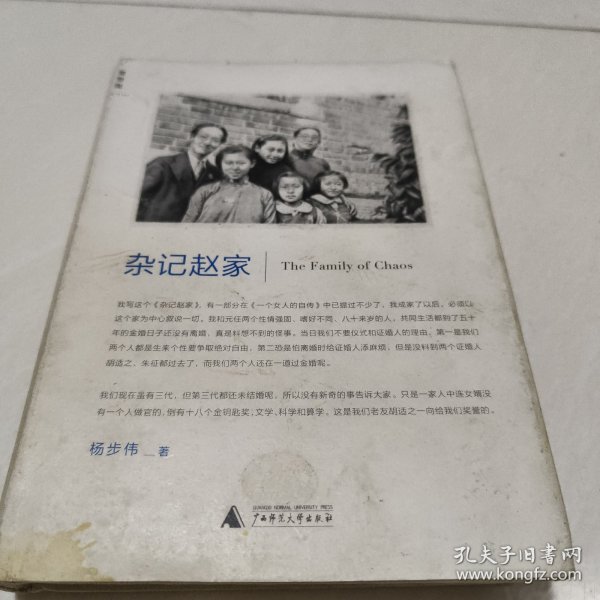 杂记赵家
The Family of Chaos
我写这个《杂记赵家》，有一部分在《一个女人的自传》中已提过不少了，我成家了以后，必须以
这个家为中心叙说一切。我和元任两个性情强固、嗜好不同、八十来岁的人，共同生活都到了五十
年的金婚日子还没有离婚，真是料想不到的怪事。当日我们不要仪式和证婚人的理由，第一是我们
两个人都是生来个性要争取绝对自由，第二恐是怕离婚时给证婚人添麻烦，但是没料到两个证婚人
胡适之、朱征都过去了，而我们两个人还在一道过金婚呢。
我们现在虽有三代，但第三代都还未结婚呢，所以没有新奇的事告诉大家。只是一家人中连女婿没
有一个人做官的，倒有十八个金钥匙奖，文学、科学和算学。这是我们老友胡适之一向给我们奖誉的。
杨步伟 著
GUANGXI NORMAL UNIVERSITY PRESS
广西师范大学出版社
孔夫子旧书网
www.kongfz.com